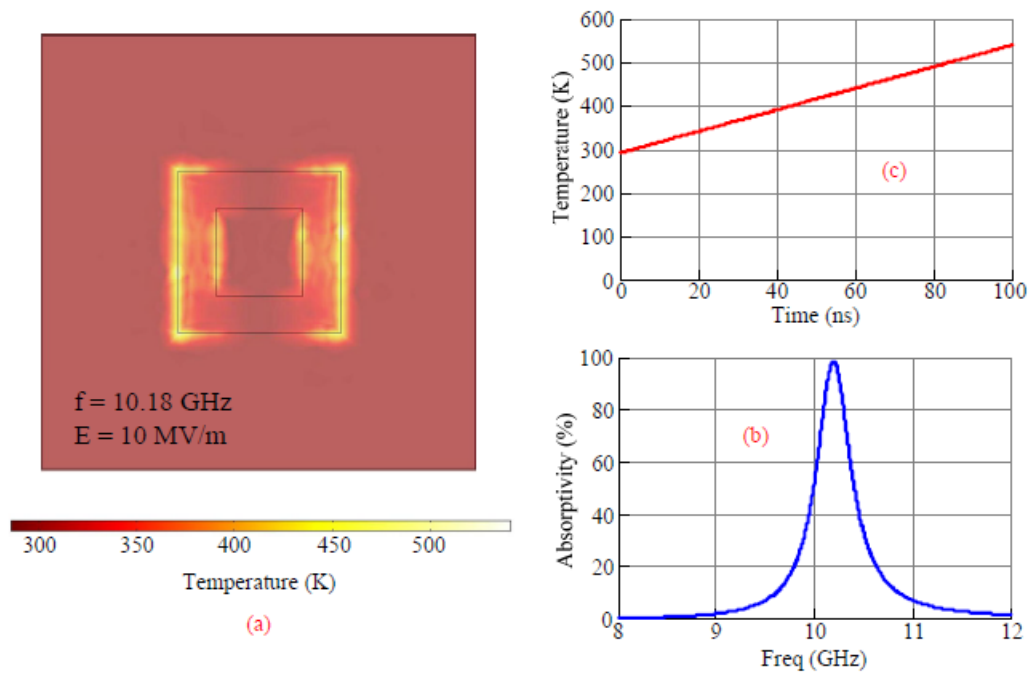 f = 10.18 GHz
E = 10 MV/m
300 350 400 450 500
Temperature (K)
(a)
600
500
400
300
200
100
0
Temperature (K)
(c)
0 20 40 60 80 100
Time (ns)
100
80
60
40
20
0
Absorptivity (%)
(b)
8 9 10 11 12
Freq (GHz)